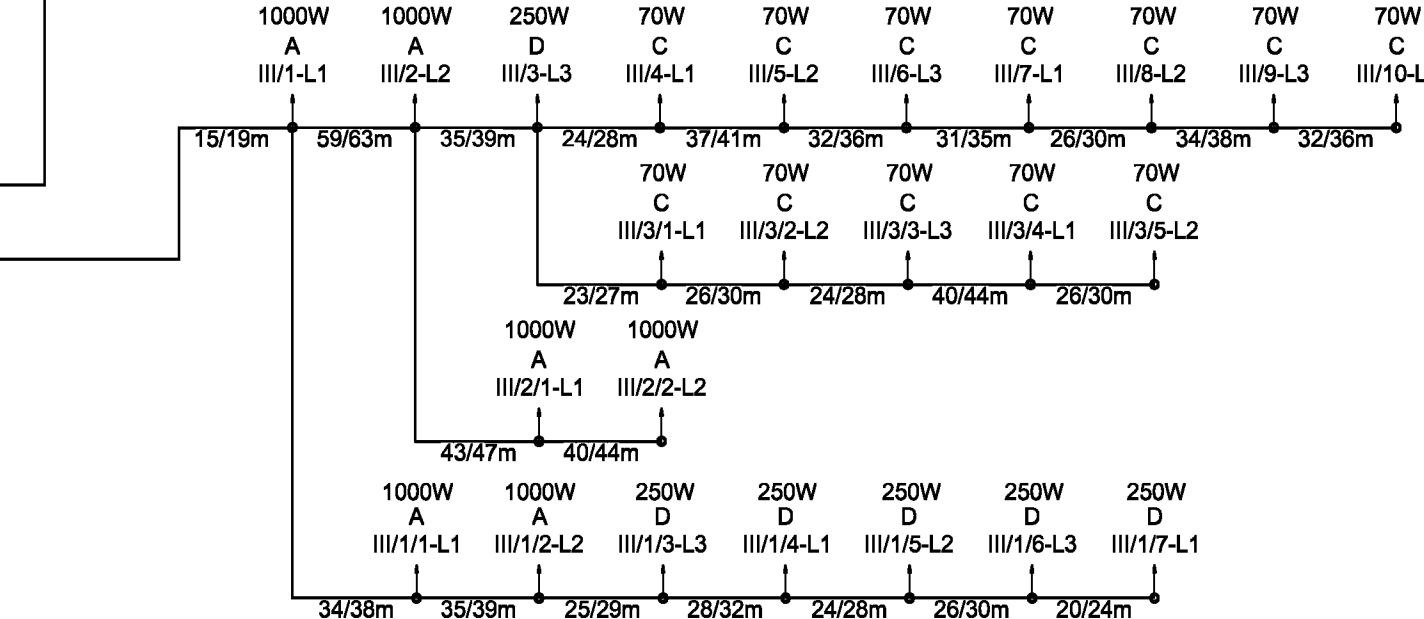 1000W 1000W 250W 70W 70W 70W 70W 70W 70W 70W
A A D C C C C C C C
III/1-L1 III/2-L2 III/3-L3 III/4-L1 III/5-L2 III/6-L3 III/7-L1 III/8-L2 III/9-L3 III/10-L
15/19m 59/63m 35/39m 24/28m 37/41m 32/36m 31/35m 26/30m 34/38m 32/36m
70W 70W 70W 70W 70W
C C C C C
III/3/1-L1 III/3/2-L2 III/3/3-L3 III/3/4-L1 III/3/5-L2
23/27m 26/30m 24/28m 40/44m 26/30m
1000W 1000W
A A
III/2/1-L1 III/2/2-L2
43/47m 40/44m
1000W 1000W 250W 250W 250W 250W 250W
A A D D D D D
III/1/1-L1 III/1/2-L2 III/1/3-L3 III/1/4-L1 III/1/5-L2 III/1/6-L3 III/1/7-L1
34/38m 35/39m 25/29m 28/32m 24/28m 26/30m 20/24m